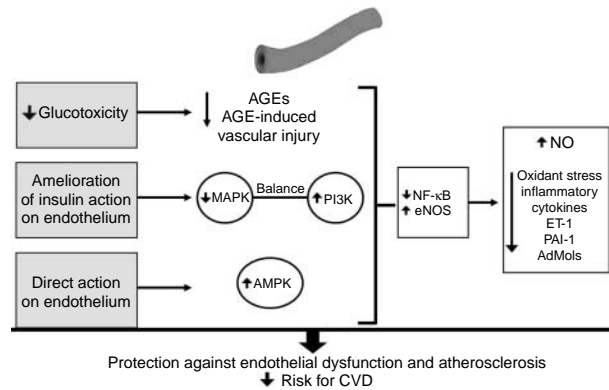 ↓ Glucotoxicity
AGEs
AGE-induced
vascular injury
Amelioration
of insulin action
on endothelium
↓MAPK
Balance
↑PI3K
Direct action
on endothelium
↑AMPK
↓NF-κB
↑ eNOS
↑NO
Oxidant stress
inflammatory
cytokines
ET-1
PAI-1
AdMols
Protection against endothelial dysfunction and atherosclerosis
↓ Risk for CVD